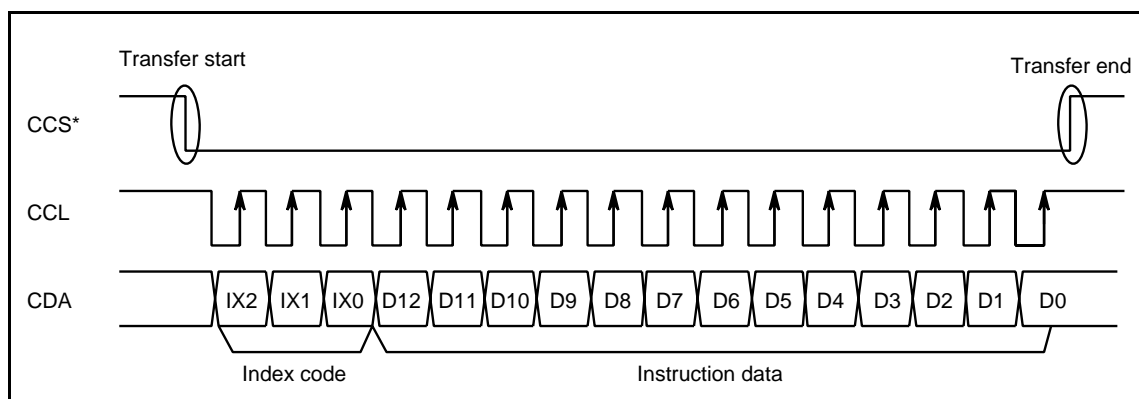 Transfer start
Transfer end
CCS*
CCL
CDA IX2 IX1 IX0 D12 D11 D10 D9 D8 D7 D6 D5 D4 D3 D2 D1 D0
Index code Instruction data